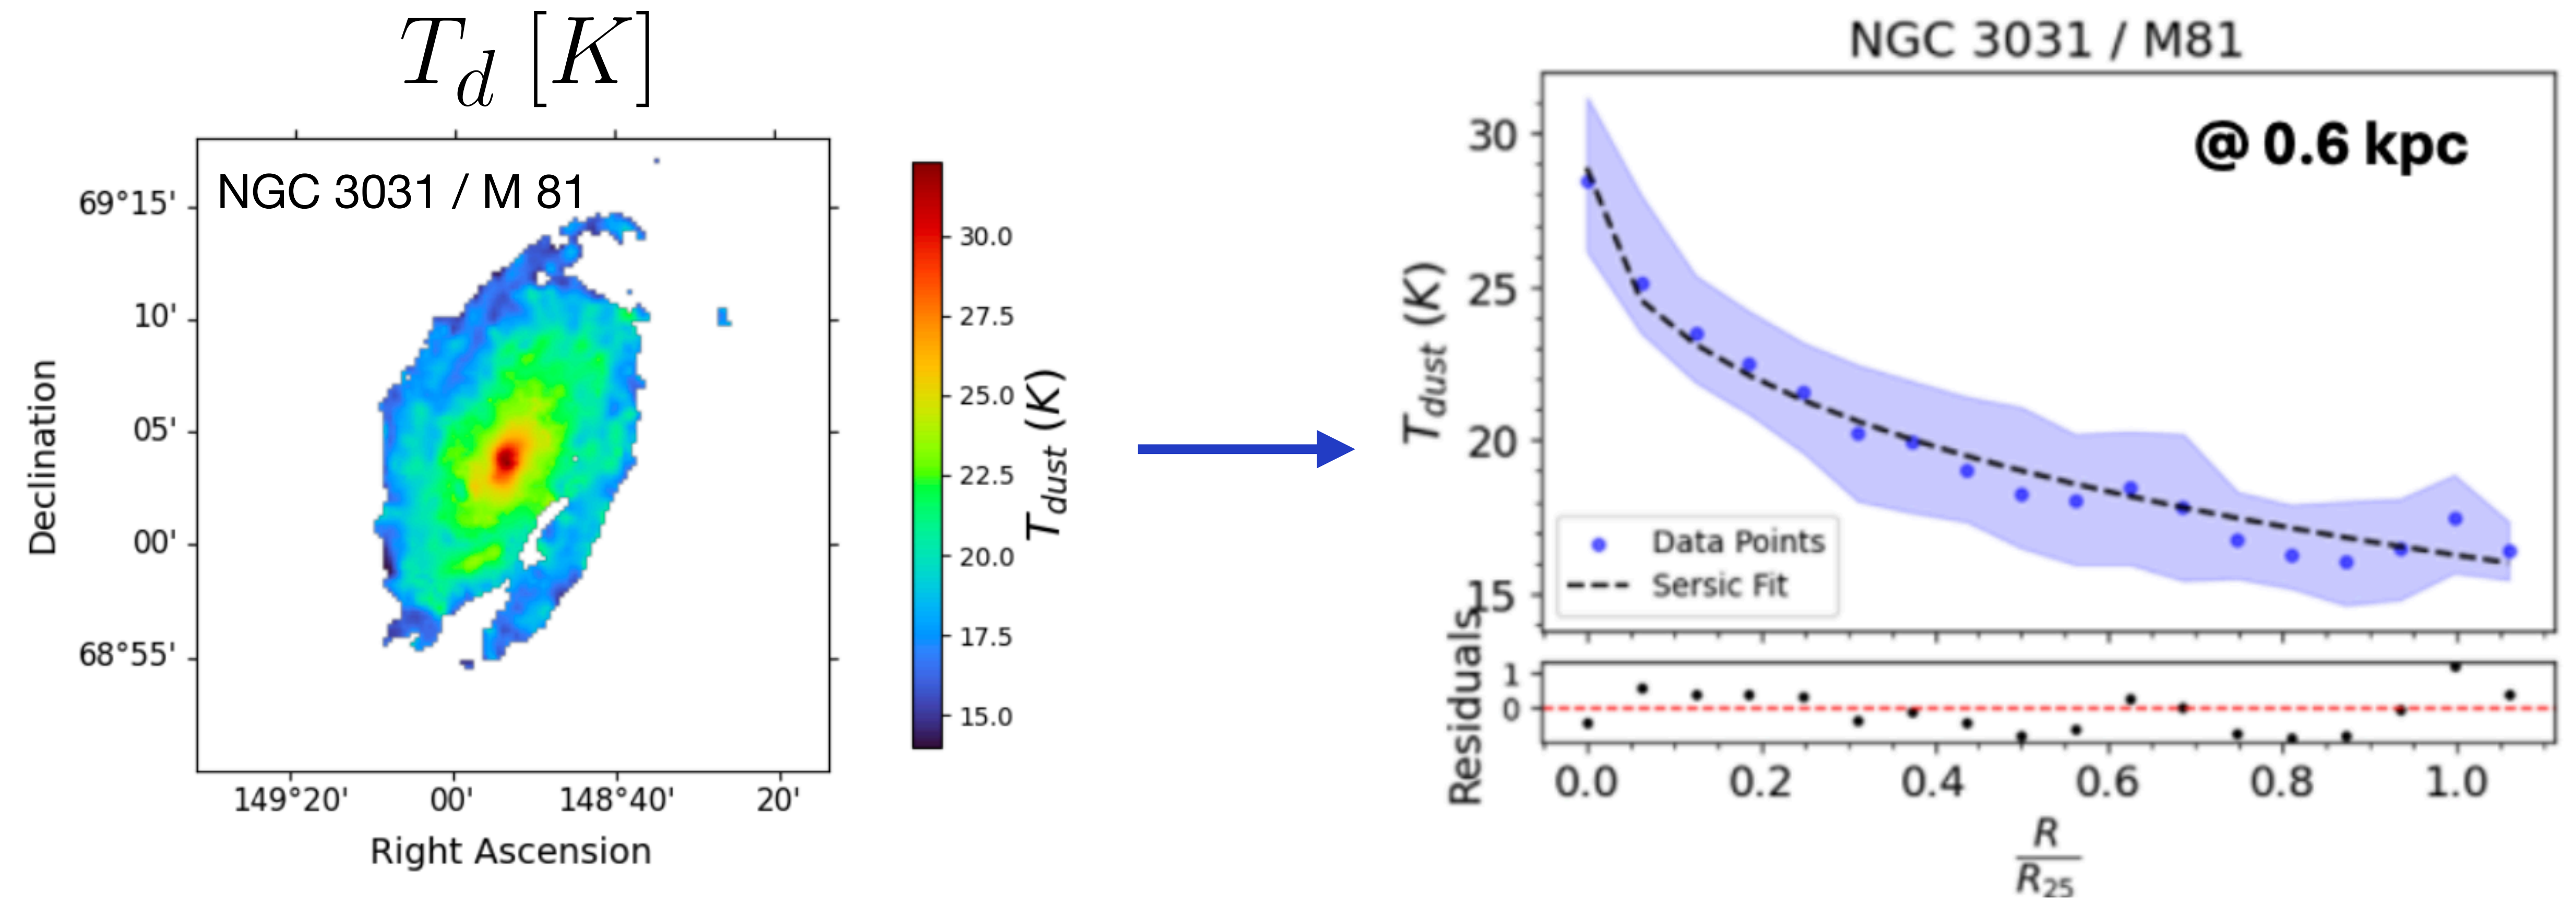 T_d [K]
NGC 3031 / M 81
69°15'
10'
05'
00'
68°55'
Declination
149°20'
00'
148°40'
20'
Right Ascension
30.0
27.5
25.0
22.5
20.0
17.5
15.0
T_dust (K)
NGC 3031 / M81
@ 0.6 kpc
30
25
20
15
T_dust (K)
Data Points
Sersic Fit
1
0
Residuals
0.0
0.2
0.4
0.6
0.8
1.0
R
R_25